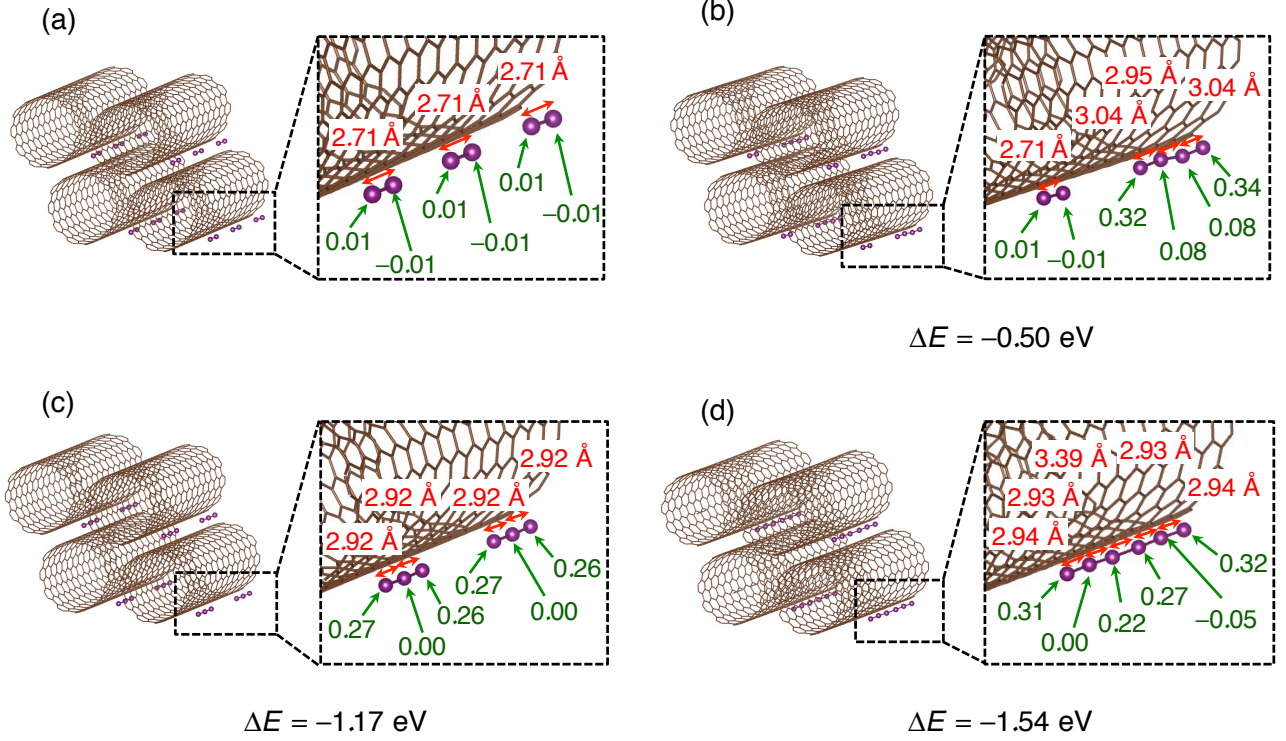 (a)
2.71 Å
2.71 Å
2.71 Å
0.01
−0.01
0.01
−0.01
0.01
−0.01
(b)
2.95 Å
3.04 Å
3.04 Å
2.71 Å
0.34
0.32
0.08
0.01
−0.01
0.08
ΔE = −0.50 eV
(c)
2.92 Å
2.92 Å
2.92 Å
2.92 Å
0.27
0.26
0.27
0.26
0.00
0.00
ΔE = −1.17 eV
(d)
3.39 Å
2.93 Å
2.93 Å
2.94 Å
2.94 Å
0.32
0.31
0.27
−0.05
0.00
0.22
ΔE = −1.54 eV